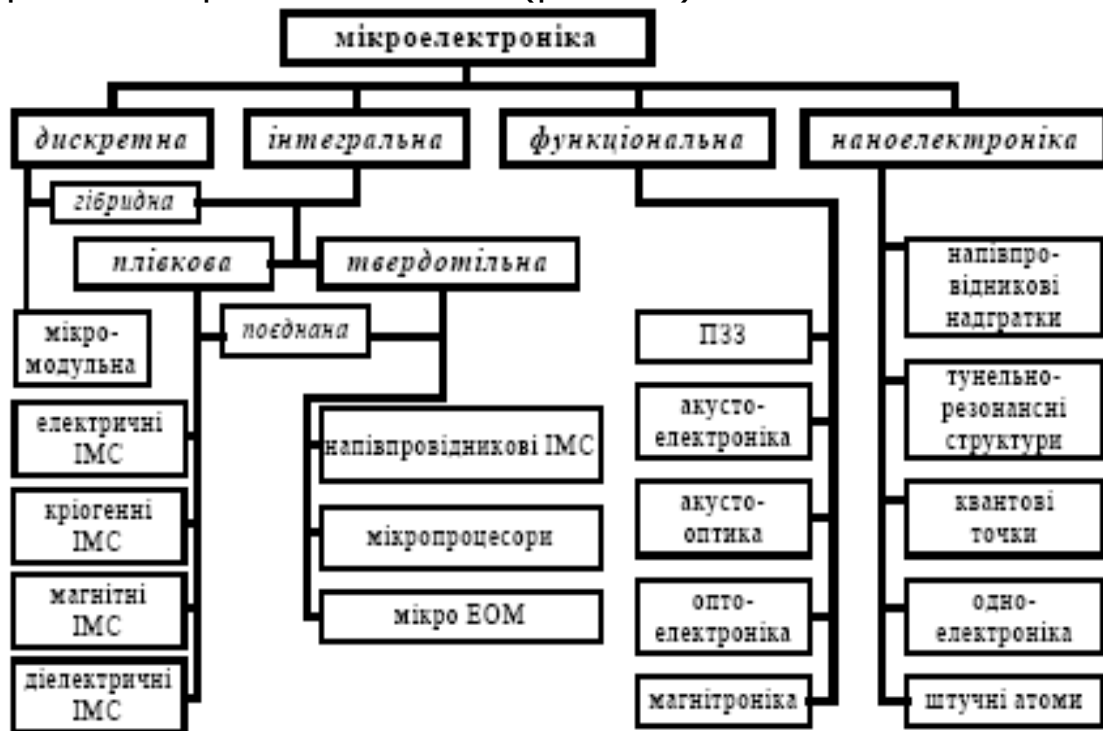 мікроелектроніка
дискретна
інтегральна
функціональна
наноелектроніка
гібридна
плівкова
твердотільна
поєднана
мікро-
модульна
електричні
ІМС
кріогенні
ІМС
магнітні
ІМС
діелектричні
ІМС
напівпровідникові ІМС
мікропроцесори
мікро ЕОМ
ПЗЗ
акусто-
електроніка
акусто-
оптика
опто-
електроніка
магнітроніка
напівпро-
відникові
надгратки
тунельно-
резонансні
структури
квантові
точки
одно-
електроніка
штучні атоми